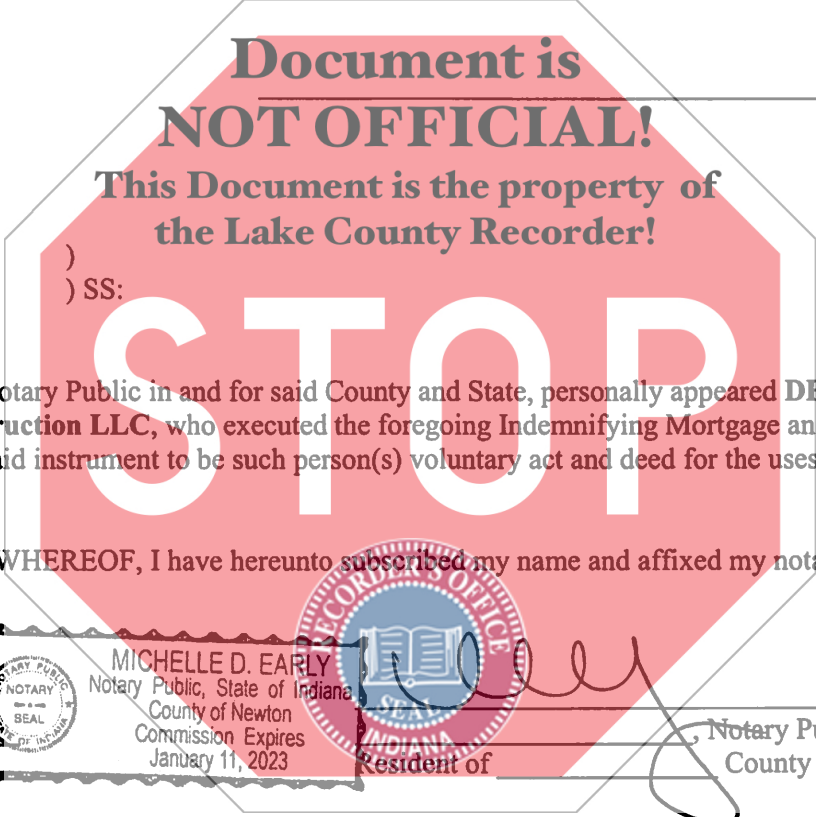 Document is
NOT OFFICIAL!
This Document is the property of
the Lake County Recorder!
)
) SS:
STOP
otary Public in and for said County and State, personally appeared DE
ruction LLC, who executed the foregoing Indemnifying Mortgage an
id instrument to be such person(s) voluntary act and deed for the uses
WHEREOF, I have hereunto subscribed my name and affixed my nota
RECORDER'S OFFICE
SEAL
INDIANA
NOTARY
SEAL
MICHELLE D. EARLY
Notary Public, State of Indiana
County of Newton
Commission Expires
January 11, 2023
, Notary Pu
Resident of County